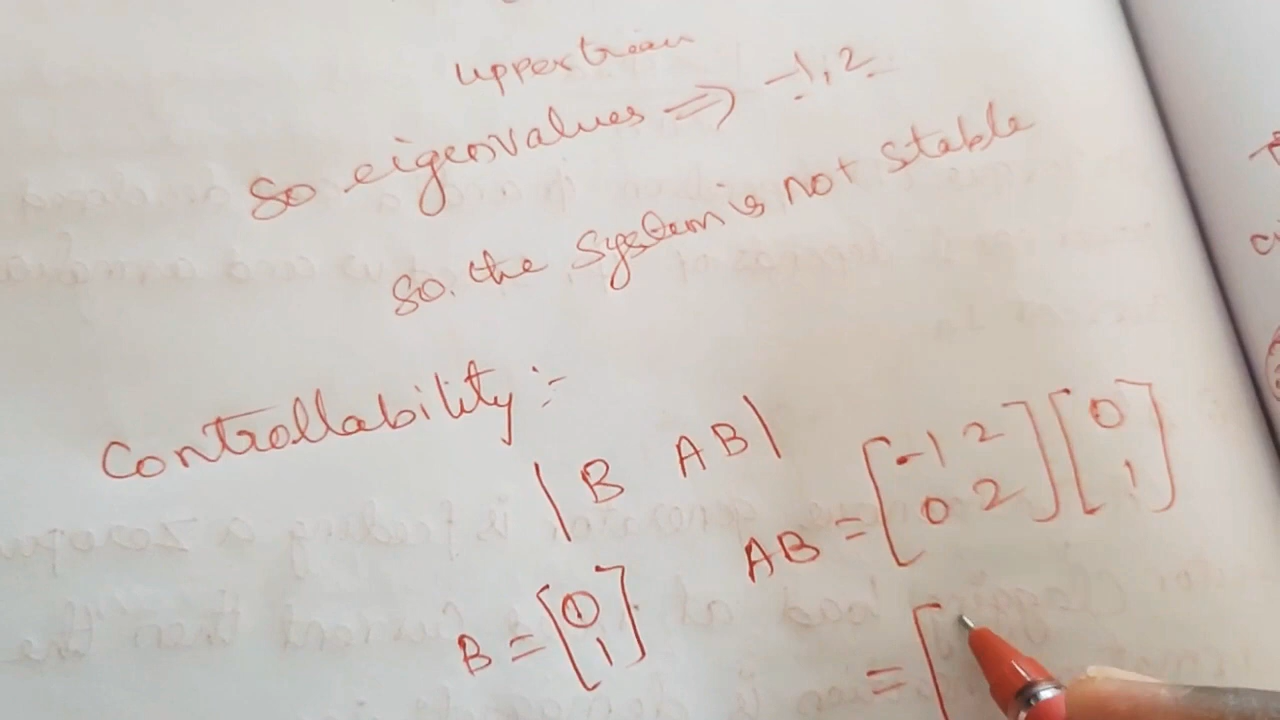 upper
So eigenvalues ⇒ -1, 2
So. the system is not stable
Controllability :-
| B AB |
AB = [ -1 2 ] [ 0 ]
[ 0 2 ] [ 1 ]
B = [ 0 ]
[ 1 ]
= [